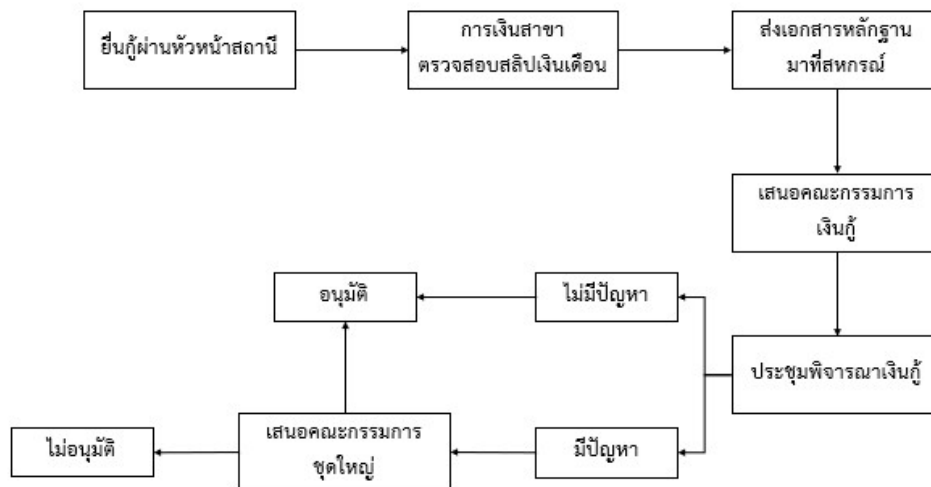 ยื่นกู้ผ่านหัวหน้าสถานี
การเงินสาขา
ตรวจสอบสลิปเงินเดือน
ส่งเอกสารหลักฐาน
มาที่สหกรณ์
เสนอคณะกรรมการ
เงินกู้
ประชุมพิจารณาเงินกู้
ไม่มีปัญหา
อนุมัติ
มีปัญหา
เสนอคณะกรรมการ
ชุดใหญ่
ไม่อนุมัติ